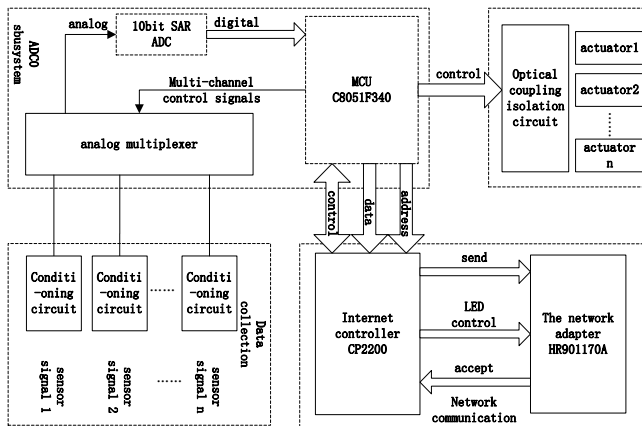 ADC0
sbusystem
analog
10bit SAR
ADC
digital
MCU
C8051F340
Multi-channel
control signals
analog multiplexer
control
Optical
coupling
isolation
circuit
actuator1
actuator2
......
actuator
n
control
data
address
Conditi
-oning
circuit
Conditi
-oning
circuit
......
Conditi
-oning
circuit
Data
collection
sensor
signal 1
sensor
signal 2
......
sensor
signal n
Internet
controller
CP2200
send
LED
control
accept
The network
adapter
HR901170A
Network
communication